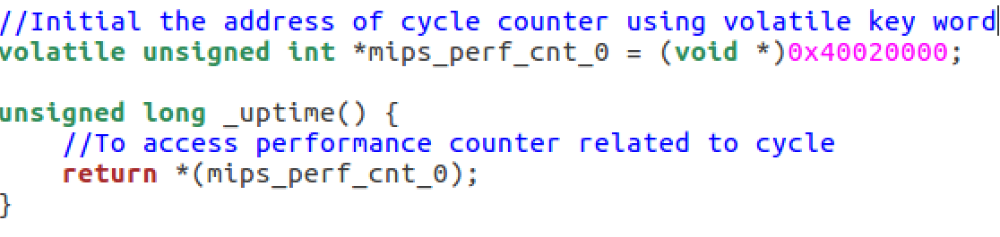 //Initial the address of cycle counter using volatile key word
volatile unsigned int *mips_perf_cnt_0 = (void *)0x40020000;
unsigned long _uptime() {
//To access performance counter related to cycle
return *(mips_perf_cnt_0);
}